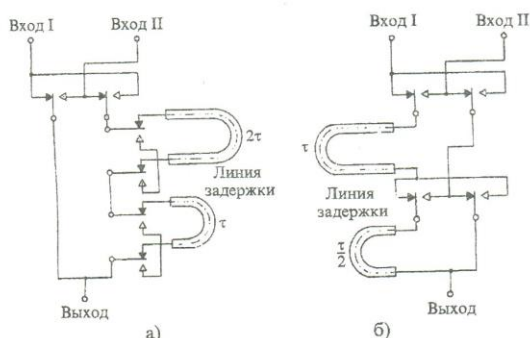 Вход I Вход II
2τ
Линия
задержки
τ
Выход
а)
Вход I Вход II
τ
Линия
задержки
τ/2
Выход
б)